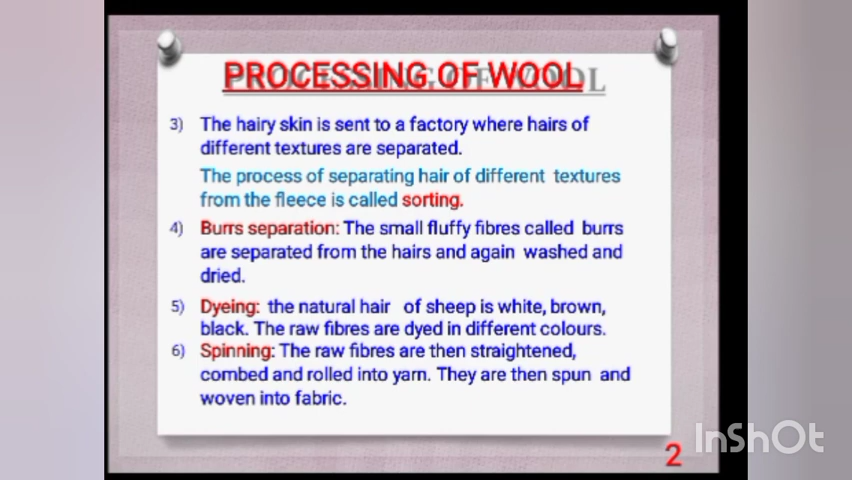 PROCESSING OF WOOL
3) The hairy skin is sent to a factory where hairs of
different textures are separated.
The process of separating hair of different textures
from the fleece is called sorting.
4) Burrs separation: The small fluffy fibres called burrs
are separated from the hairs and again washed and
dried.
5) Dyeing: the natural hair of sheep is white, brown,
black. The raw fibres are dyed in different colours.
6) Spinning: The raw fibres are then straightened,
combed and rolled into yarn. They are then spun and
woven into fabric.
2
InShOt